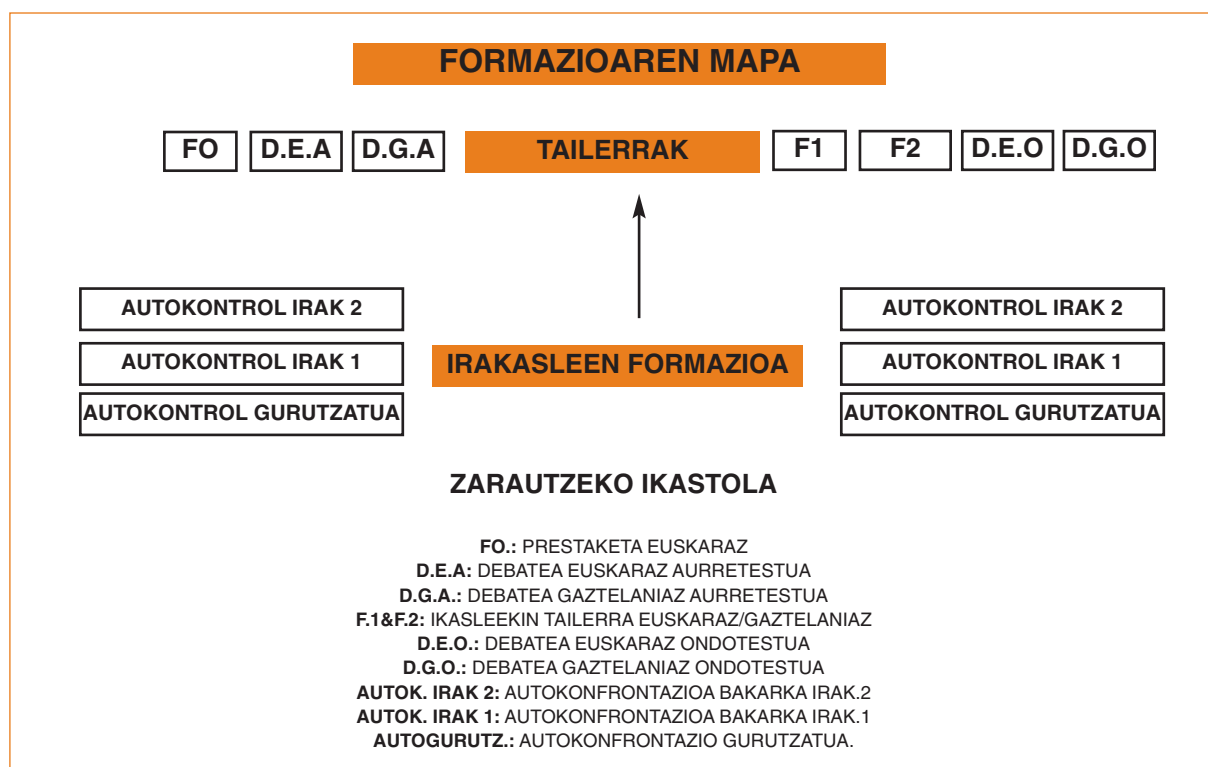 FORMAZIOAREN MAPA
FO D.E.A D.G.A TAILERRAK F1 F2 D.E.O D.G.O
AUTOKONTROL IRAK 2 AUTOKONTROL IRAK 2
AUTOKONTROL IRAK 1 IRAKASLEEN FORMAZIOA AUTOKONTROL IRAK 1
AUTOKONTROL GURUTZATUA AUTOKONTROL GURUTZATUA
ZARAUTZEKO IKASTOLA
FO.: PRESTAKETA EUSKARAZ
D.E.A: DEBATEA EUSKARAZ AURRETESTUA
D.G.A.: DEBATEA GAZTELANIAZ AURRETESTUA
F.1&F.2: IKASLEEKIN TAILERRA EUSKARAZ/GAZTELANIAZ
D.E.O.: DEBATEA EUSKARAZ ONDOTESTUA
D.G.O.: DEBATEA GAZTELANIAZ ONDOTESTUA
AUTOK. IRAK 2: AUTOKONFRONTAZIOA BAKARKA IRAK.2
AUTOK. IRAK 1: AUTOKONFRONTAZIOA BAKARKA IRAK.1
AUTOGURUTZ.: AUTOKONFRONTAZIO GURUTZATUA.